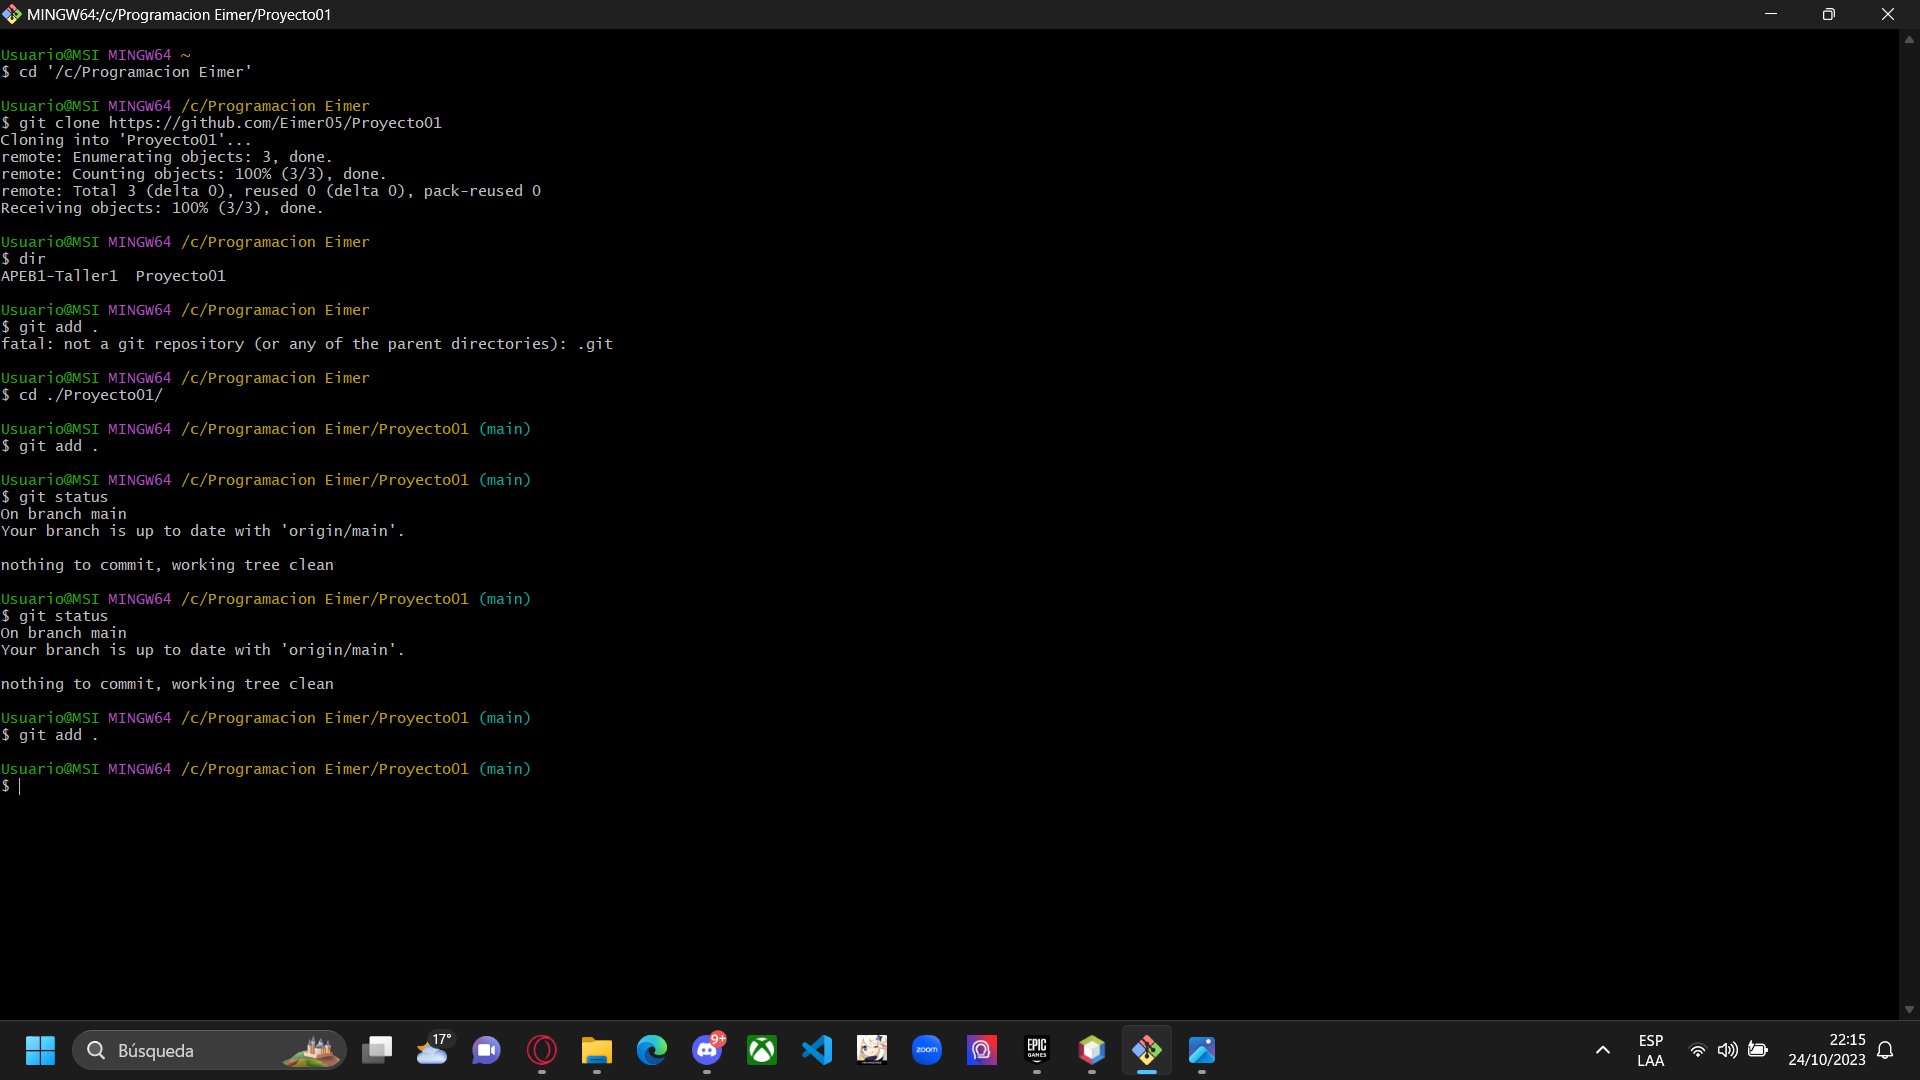 MINGW64:/c/Programacion Eimer/Proyecto01
Usuario@MSI MINGW64 ~
$ cd '/c/Programacion Eimer'
Usuario@MSI MINGW64 /c/Programacion Eimer
$ git clone https://github.com/Eimer05/Proyecto01
Cloning into 'Proyecto01'...
remote: Enumerating objects: 3, done.
remote: Counting objects: 100% (3/3), done.
remote: Total 3 (delta 0), reused 0 (delta 0), pack-reused 0
Receiving objects: 100% (3/3), done.
Usuario@MSI MINGW64 /c/Programacion Eimer
$ dir
APEB1-Taller1  Proyecto01
Usuario@MSI MINGW64 /c/Programacion Eimer
$ git add .
fatal: not a git repository (or any of the parent directories): .git
Usuario@MSI MINGW64 /c/Programacion Eimer
$ cd ./Proyecto01/
Usuario@MSI MINGW64 /c/Programacion Eimer/Proyecto01 (main)
$ git add .
Usuario@MSI MINGW64 /c/Programacion Eimer/Proyecto01 (main)
$ git status
On branch main
Your branch is up to date with 'origin/main'.
nothing to commit, working tree clean
Usuario@MSI MINGW64 /c/Programacion Eimer/Proyecto01 (main)
$ git status
On branch main
Your branch is up to date with 'origin/main'.
nothing to commit, working tree clean
Usuario@MSI MINGW64 /c/Programacion Eimer/Proyecto01 (main)
$ git add .
Usuario@MSI MINGW64 /c/Programacion Eimer/Proyecto01 (main)
$
Búsqueda
17°
9+
zoom
EPIC
GAMES
ESP
LAA
22:15
24/10/2023